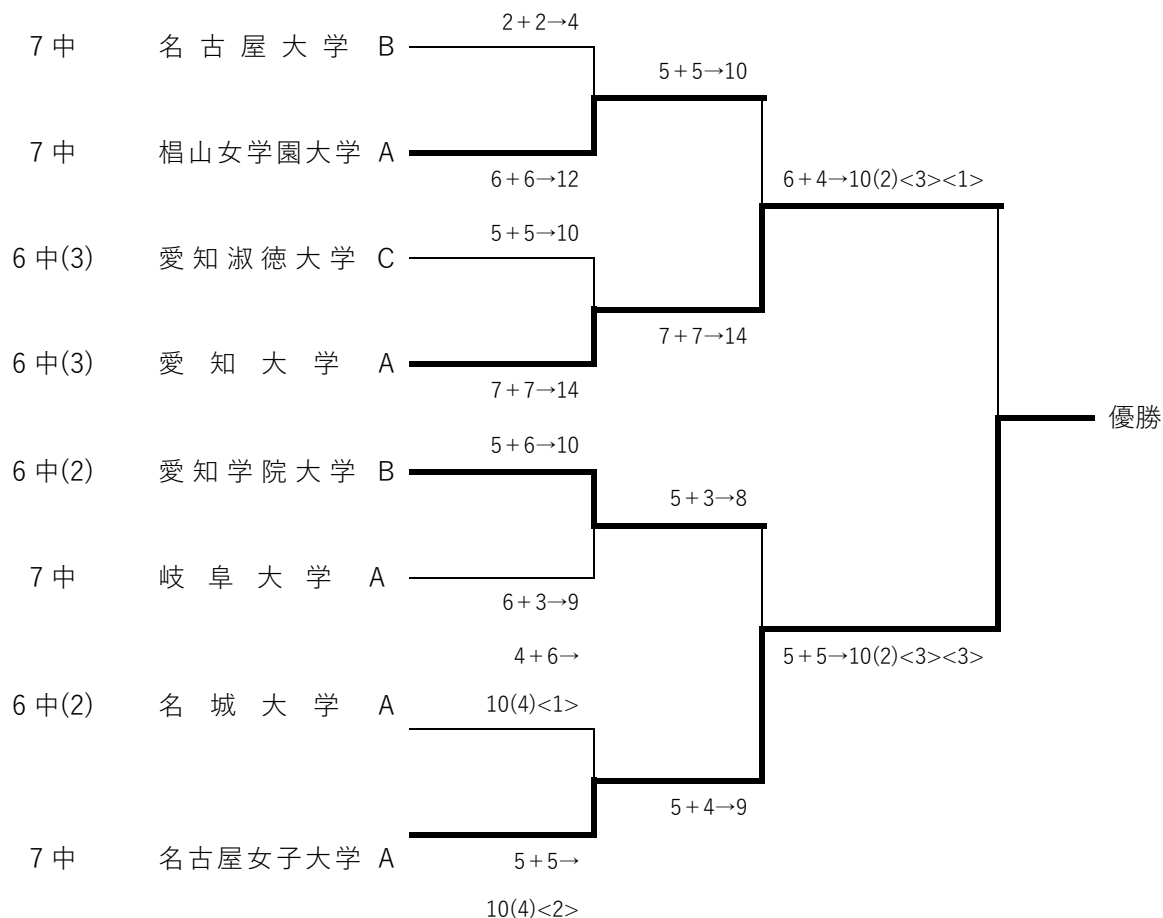 2+2→4
7中 名古屋大学 B
5+5→10
7中 椙山女学園大学 A
6+6→12
6+4→10(2)<3><1>
5+5→10
6中(3) 愛知淑徳大学 C
7+7→14
6中(3) 愛知大学 A
7+7→14
優勝
5+6→10
6中(2) 愛知学院大学 B
5+3→8
7中 岐阜大学 A
6+3→9
4+6→
5+5→10(2)<3><3>
6中(2) 名城大学 A
10(4)<1>
5+4→9
7中 名古屋女子大学 A
5+5→
10(4)<2>